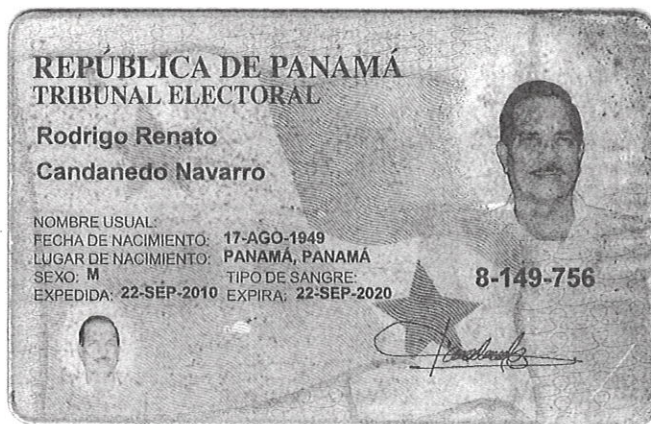 REPÚBLICA DE PANAMÁ
TRIBUNAL ELECTORAL
Rodrigo Renato
Candanedo Navarro
NOMBRE USUAL:
FECHA DE NACIMIENTO: 17-AGO-1949
LUGAR DE NACIMIENTO: PANAMÁ, PANAMÁ
SEXO: M TIPO DE SANGRE:
EXPEDIDA: 22-SEP-2010 EXPIRA: 22-SEP-2020
8-149-756